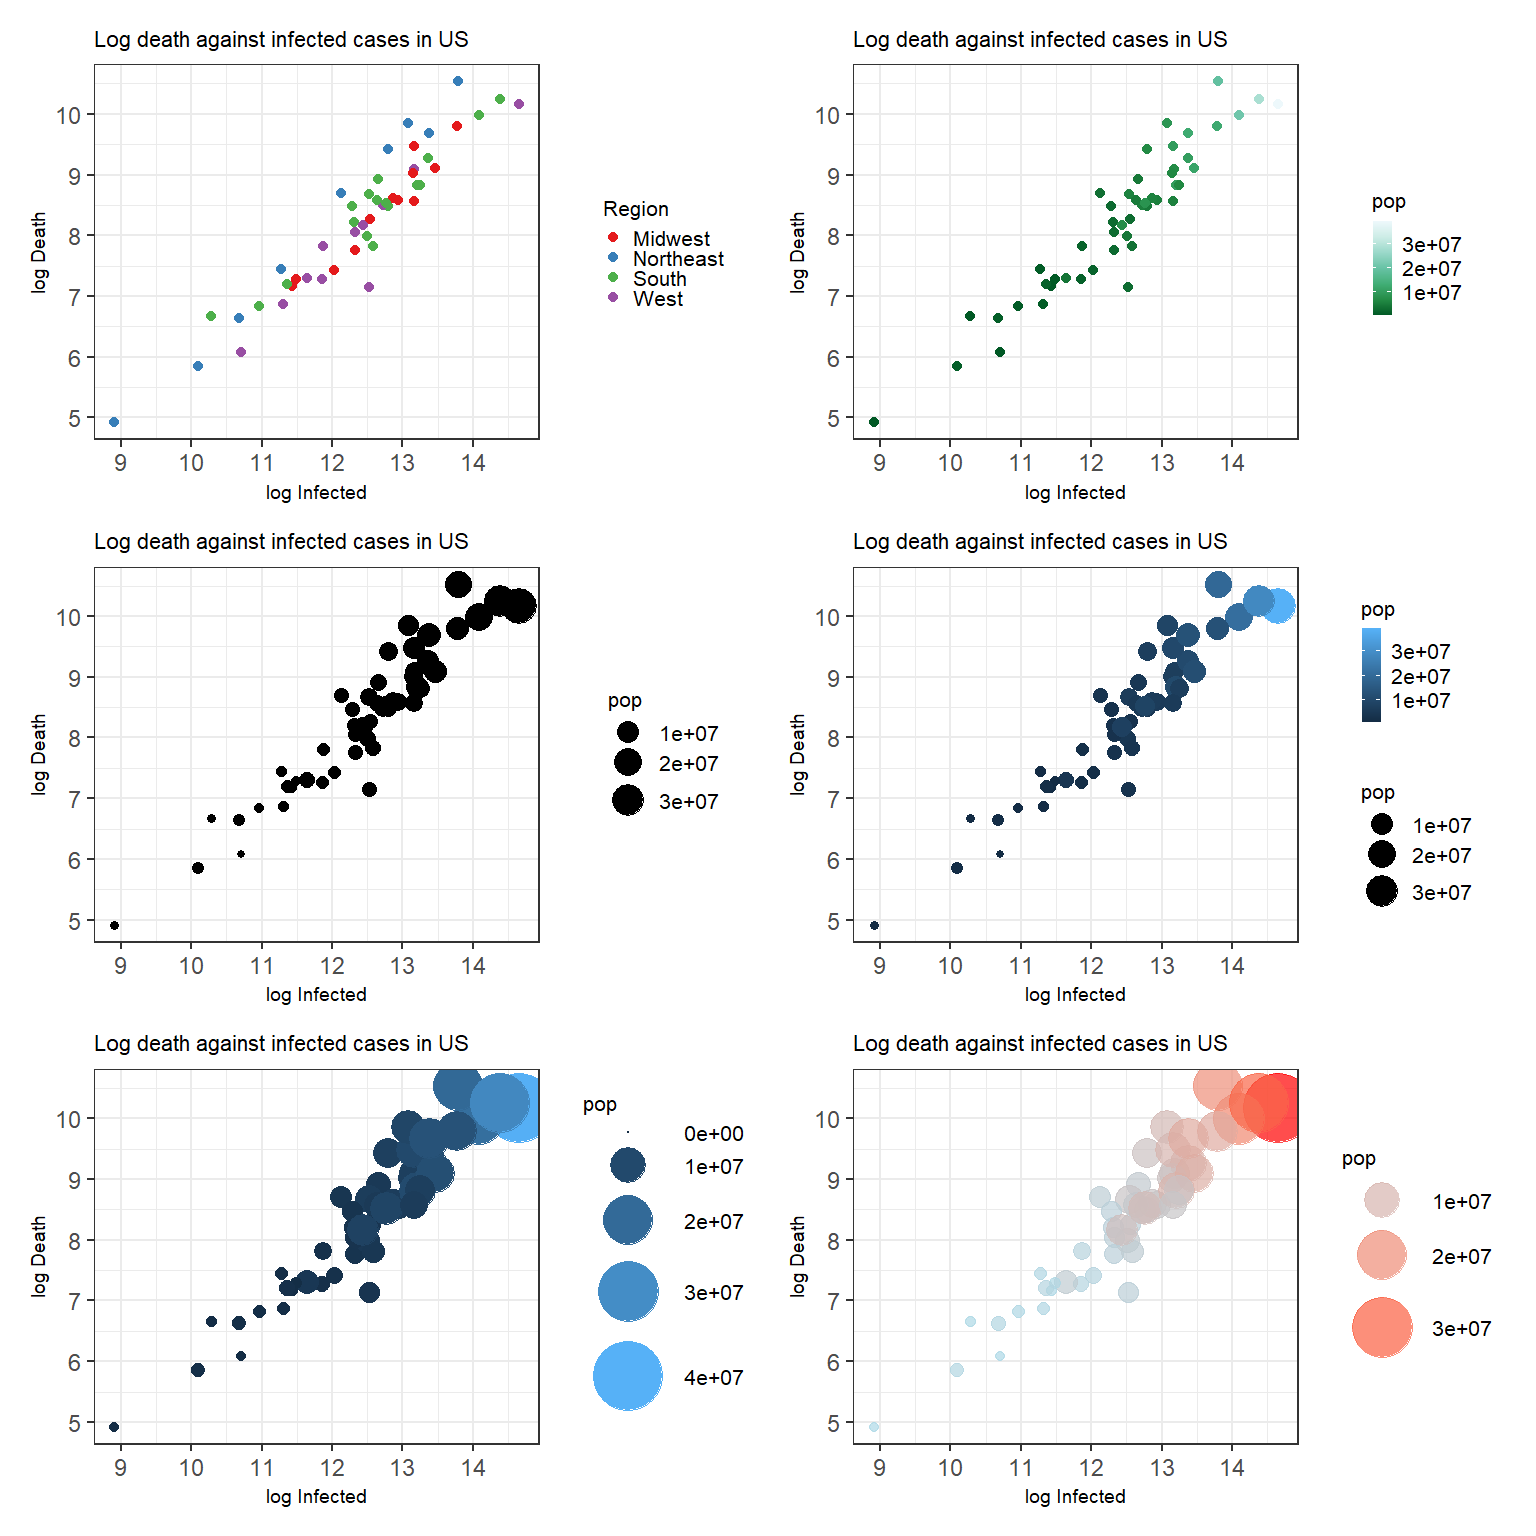 Log death against infected cases in US
10
9
8
7
6
5
log Death
9 10 11 12 13 14
log Infected
Region
Midwest
Northeast
South
West
Log death against infected cases in US
10
9
8
7
6
5
log Death
9 10 11 12 13 14
log Infected
pop
3e+07
2e+07
1e+07
Log death against infected cases in US
10
9
8
7
6
5
log Death
9 10 11 12 13 14
log Infected
pop
1e+07
2e+07
3e+07
Log death against infected cases in US
10
9
8
7
6
5
log Death
9 10 11 12 13 14
log Infected
pop
3e+07
2e+07
1e+07
pop
1e+07
2e+07
3e+07
Log death against infected cases in US
10
9
8
7
6
5
log Death
9 10 11 12 13 14
log Infected
pop
0e+00
1e+07
2e+07
3e+07
4e+07
Log death against infected cases in US
10
9
8
7
6
5
log Death
9 10 11 12 13 14
log Infected
pop
1e+07
2e+07
3e+07